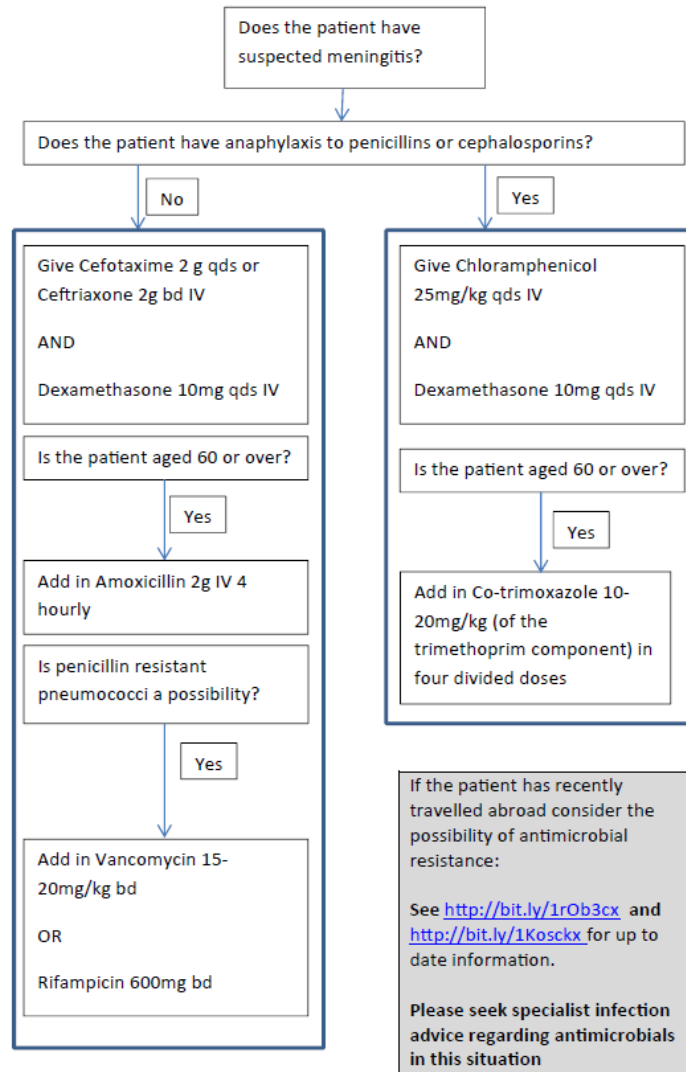 Does the patient have
suspected meningitis?
Does the patient have anaphylaxis to penicillins or cephalosporins?
No
Yes
Give Cefotaxime 2 g qds or
Ceftriaxone 2g bd IV
AND
Dexamethasone 10mg qds IV
Is the patient aged 60 or over?
Yes
Add in Amoxicillin 2g IV 4
hourly
Is penicillin resistant
pneumococci a possibility?
Yes
Add in Vancomycin 15-
20mg/kg bd
OR
Rifampicin 600mg bd
Give Chloramphenicol
25mg/kg qds IV
AND
Dexamethasone 10mg qds IV
Is the patient aged 60 or over?
Yes
Add in Co-trimoxazole 10-
20mg/kg (of the
trimethoprim component) in
four divided doses
If the patient has recently
travelled abroad consider the
possibility of antimicrobial
resistance:
See http://bit.ly/1rOb3cx and
http://bit.ly/1Kosckx for up to
date information.
Please seek specialist infection
advice regarding antimicrobials
in this situation